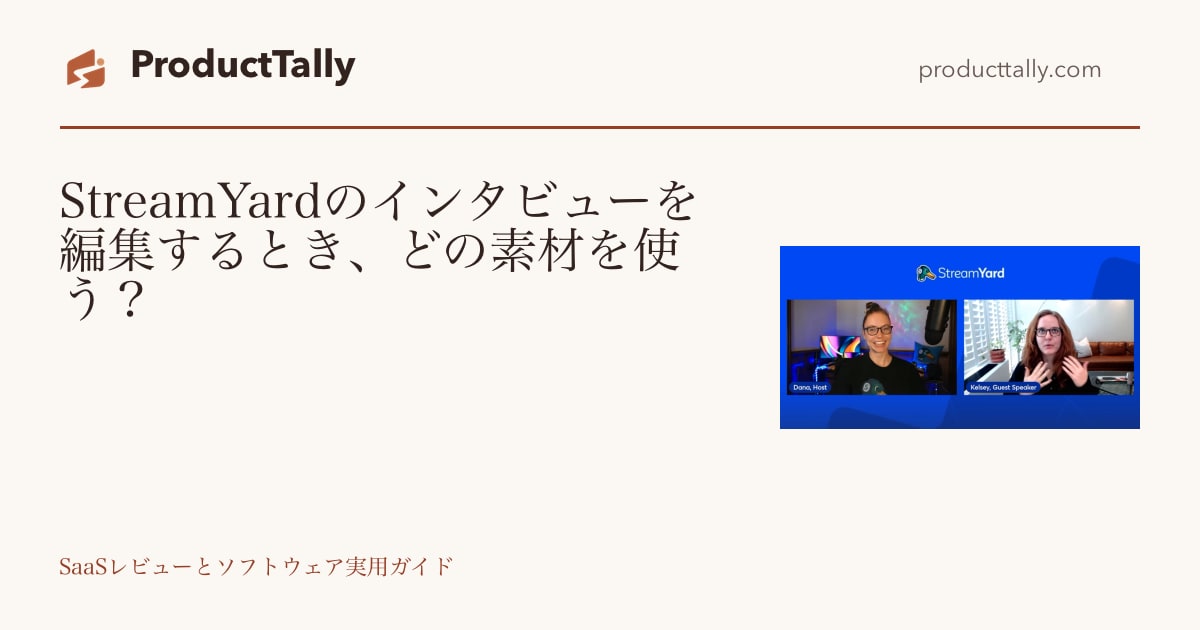 ProductTally
producttally.com
StreamYardのインタビューを
編集するとき、どの素材を使
う？
StreamYard
Dana, Host
Kelsey, Guest Speaker
SaaSレビューとソフトウェア実用ガイド